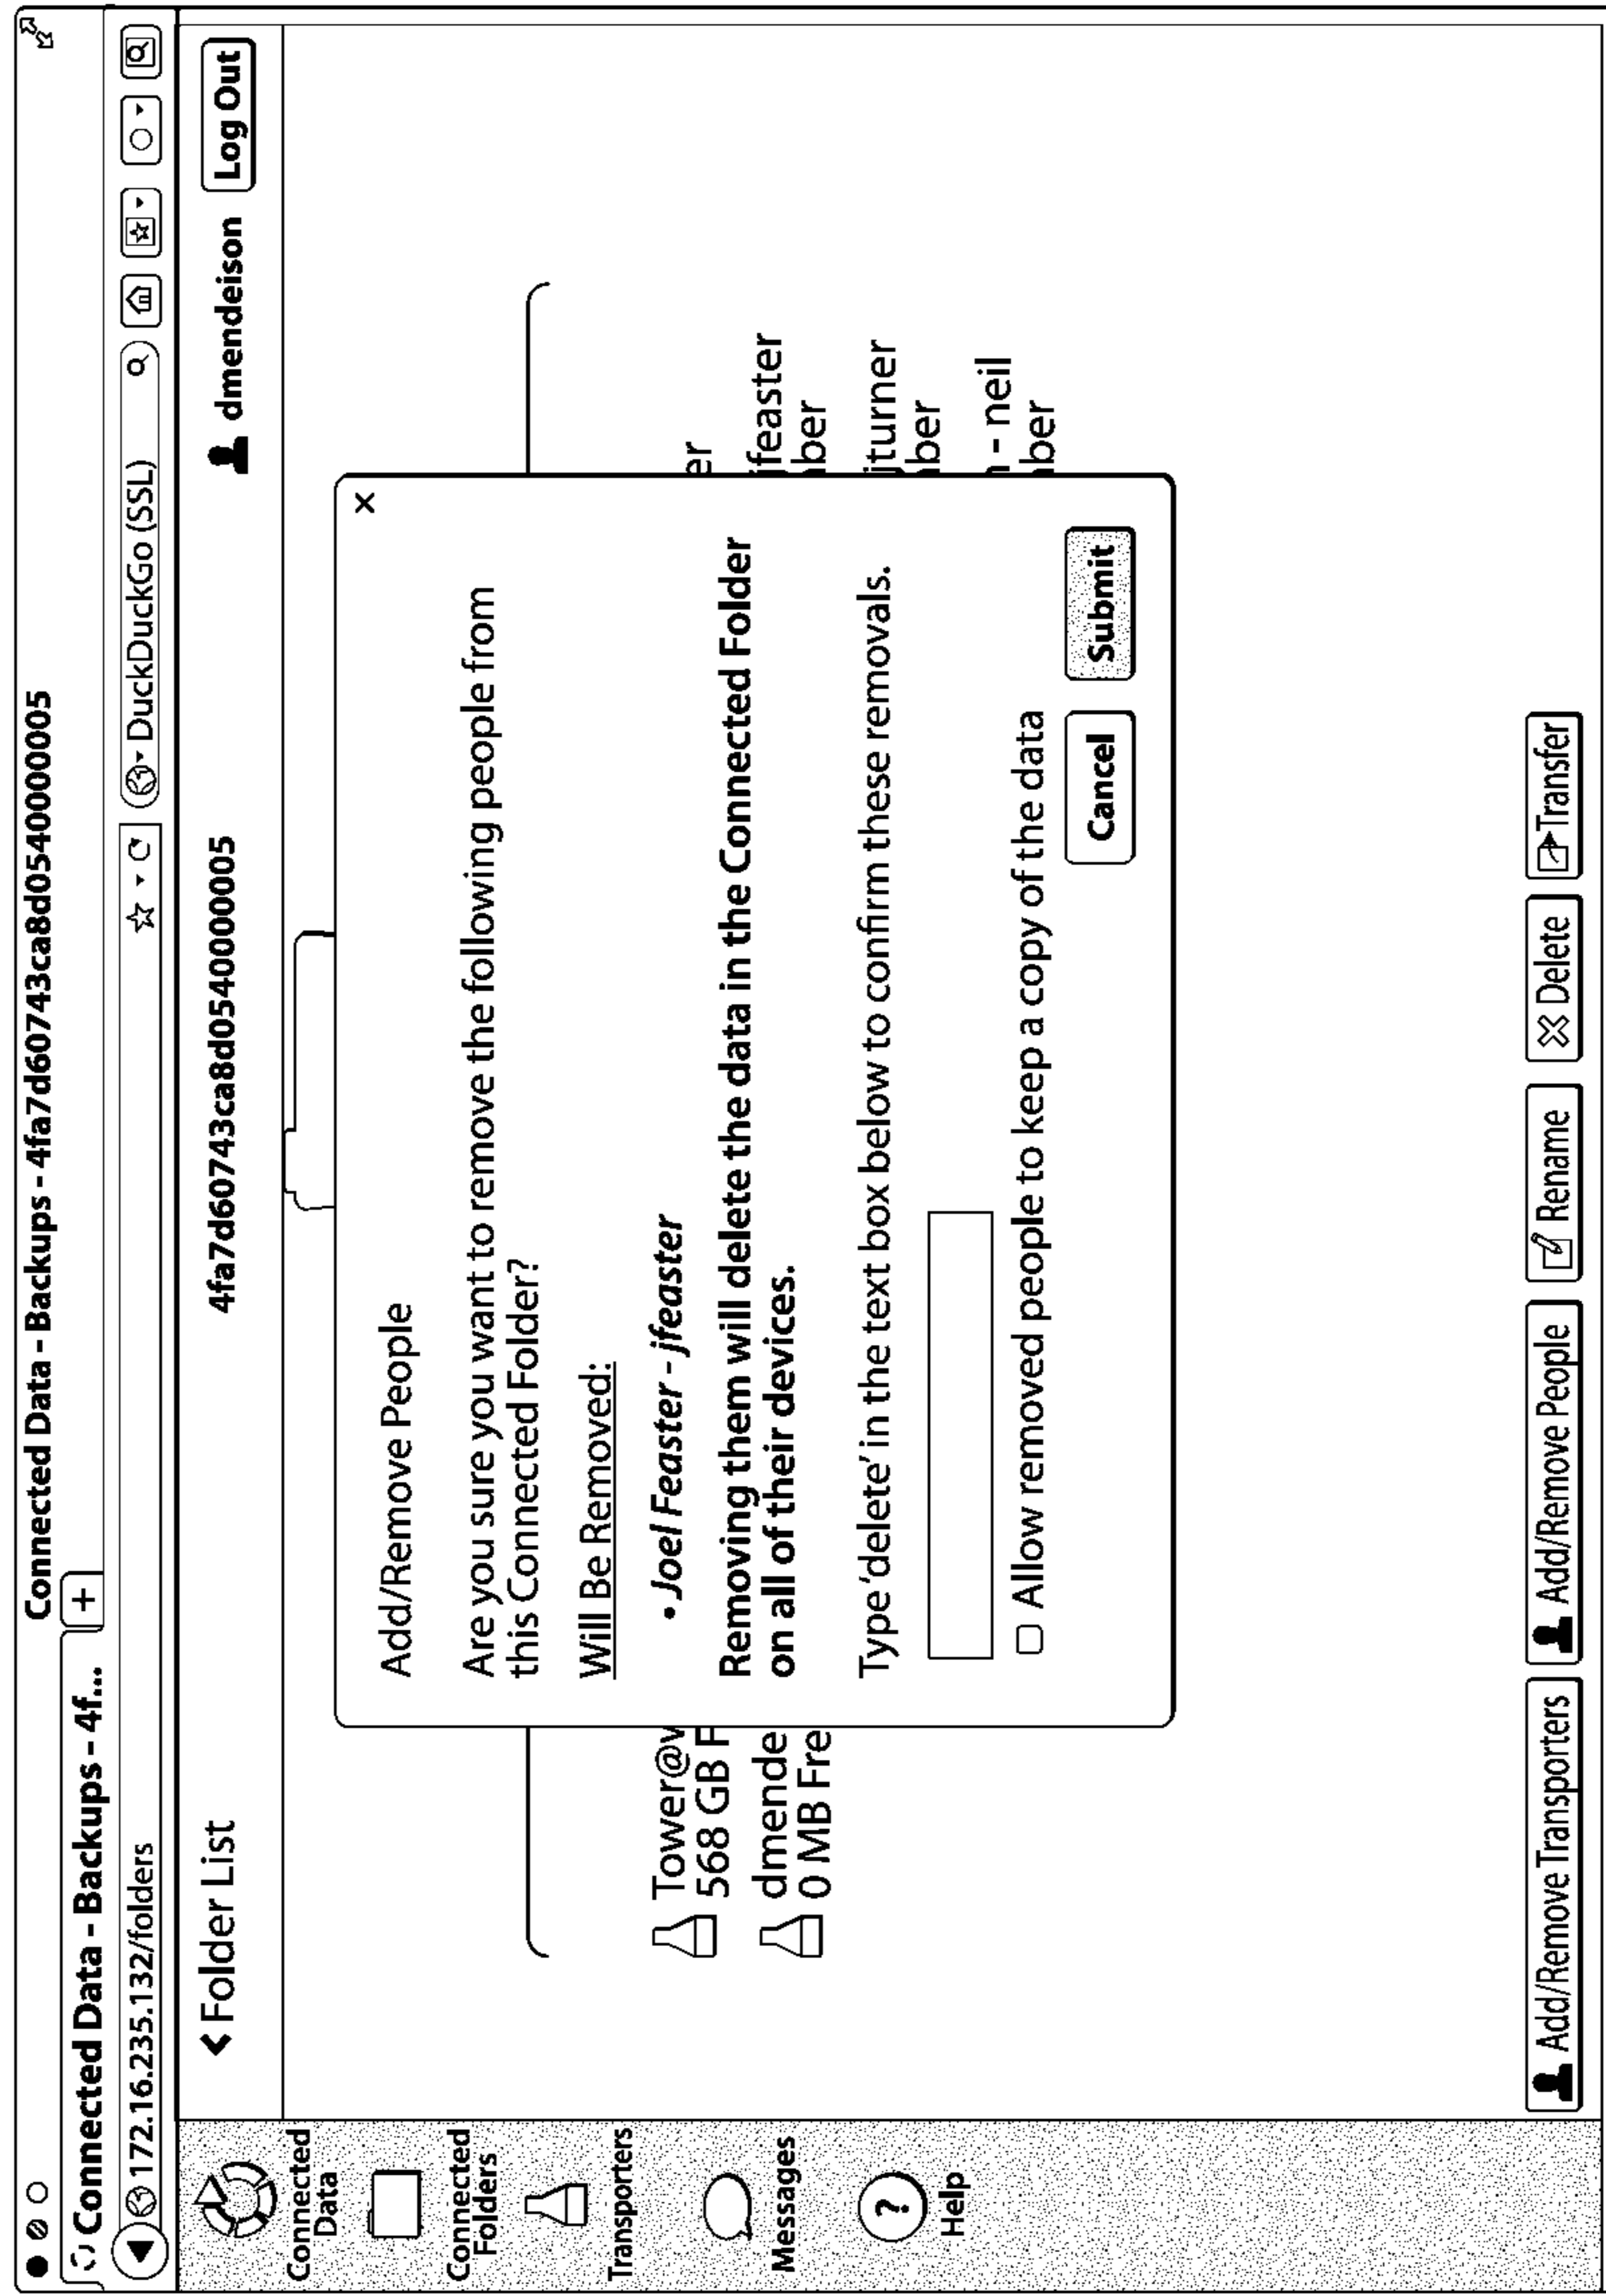 Connected Data - Backups - 4fa7d60743ca8d0540000005
Connected Data - Backups - 4f...
+
172.16.235.132/folders
DuckDuckGo (SSL)
Folder List
4fa7d60743ca8d0540000005
dmendeison
Log Out
Connected
Data
Connected
Folders
Transporters
Messages
?
Help
Tower@v
568 GB F
dmende
0 MB Fre
er
jfeaster
ber
jturner
ber
- neil
ber
×
Add/Remove People
Are you sure you want to remove the following people from
this Connected Folder?
Will Be Removed:
• Joel Feaster - jfeaster
Removing them will delete the data in the Connected Folder
on all of their devices.
Type 'delete' in the text box below to confirm these removals.
Allow removed people to keep a copy of the data
Cancel
Submit
Add/Remove Transporters
Add/Remove People
Rename
Delete
Transfer